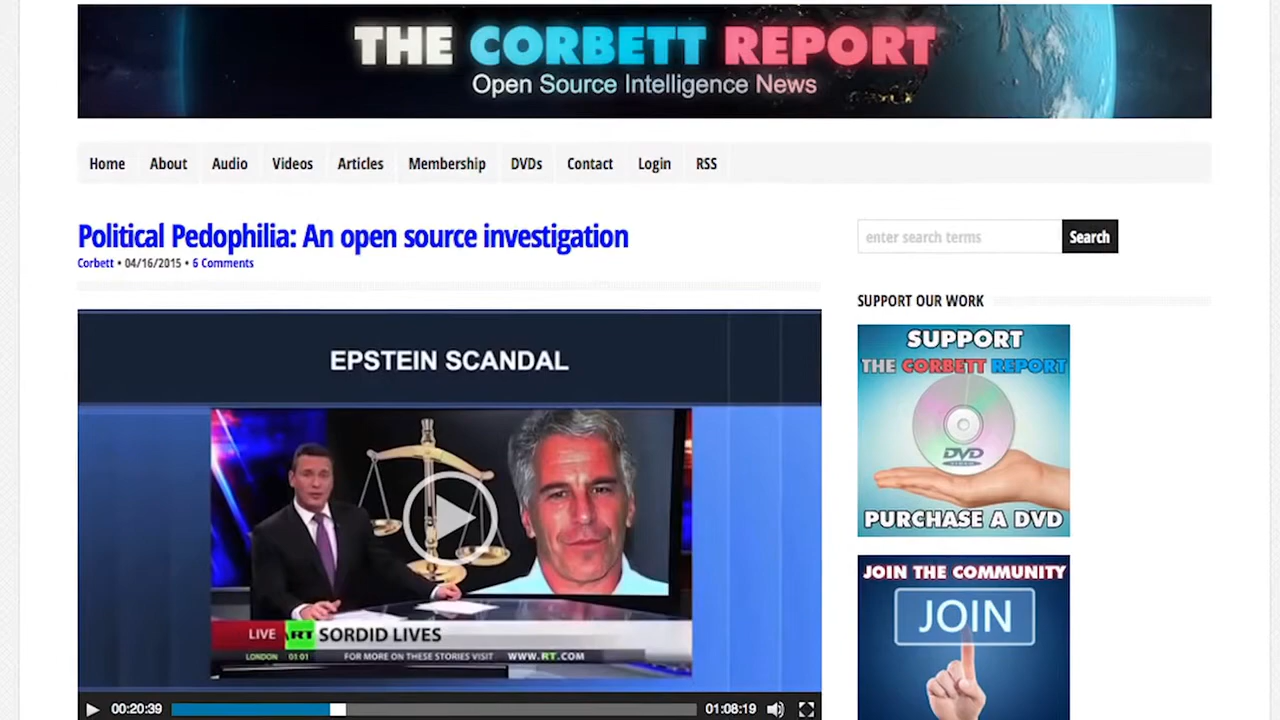 THE CORBETT REPORT
Open Source Intelligence News
Home About Audio Videos Articles Membership DVDs Contact Login RSS
Political Pedophilia: An open source investigation
Corbett • 04/16/2015 • 6 Comments
enter search terms Search
SUPPORT OUR WORK
EPSTEIN SCANDAL
LIVE RT SORDID LIVES
LONDON 01:01 FOR MORE ON THESE STORIES VISIT WWW.RT.COM
00:20:39 01:08:19
SUPPORT
THE CORBETT REPORT
DVD
VIDEO
PURCHASE A DVD
JOIN THE COMMUNITY
JOIN